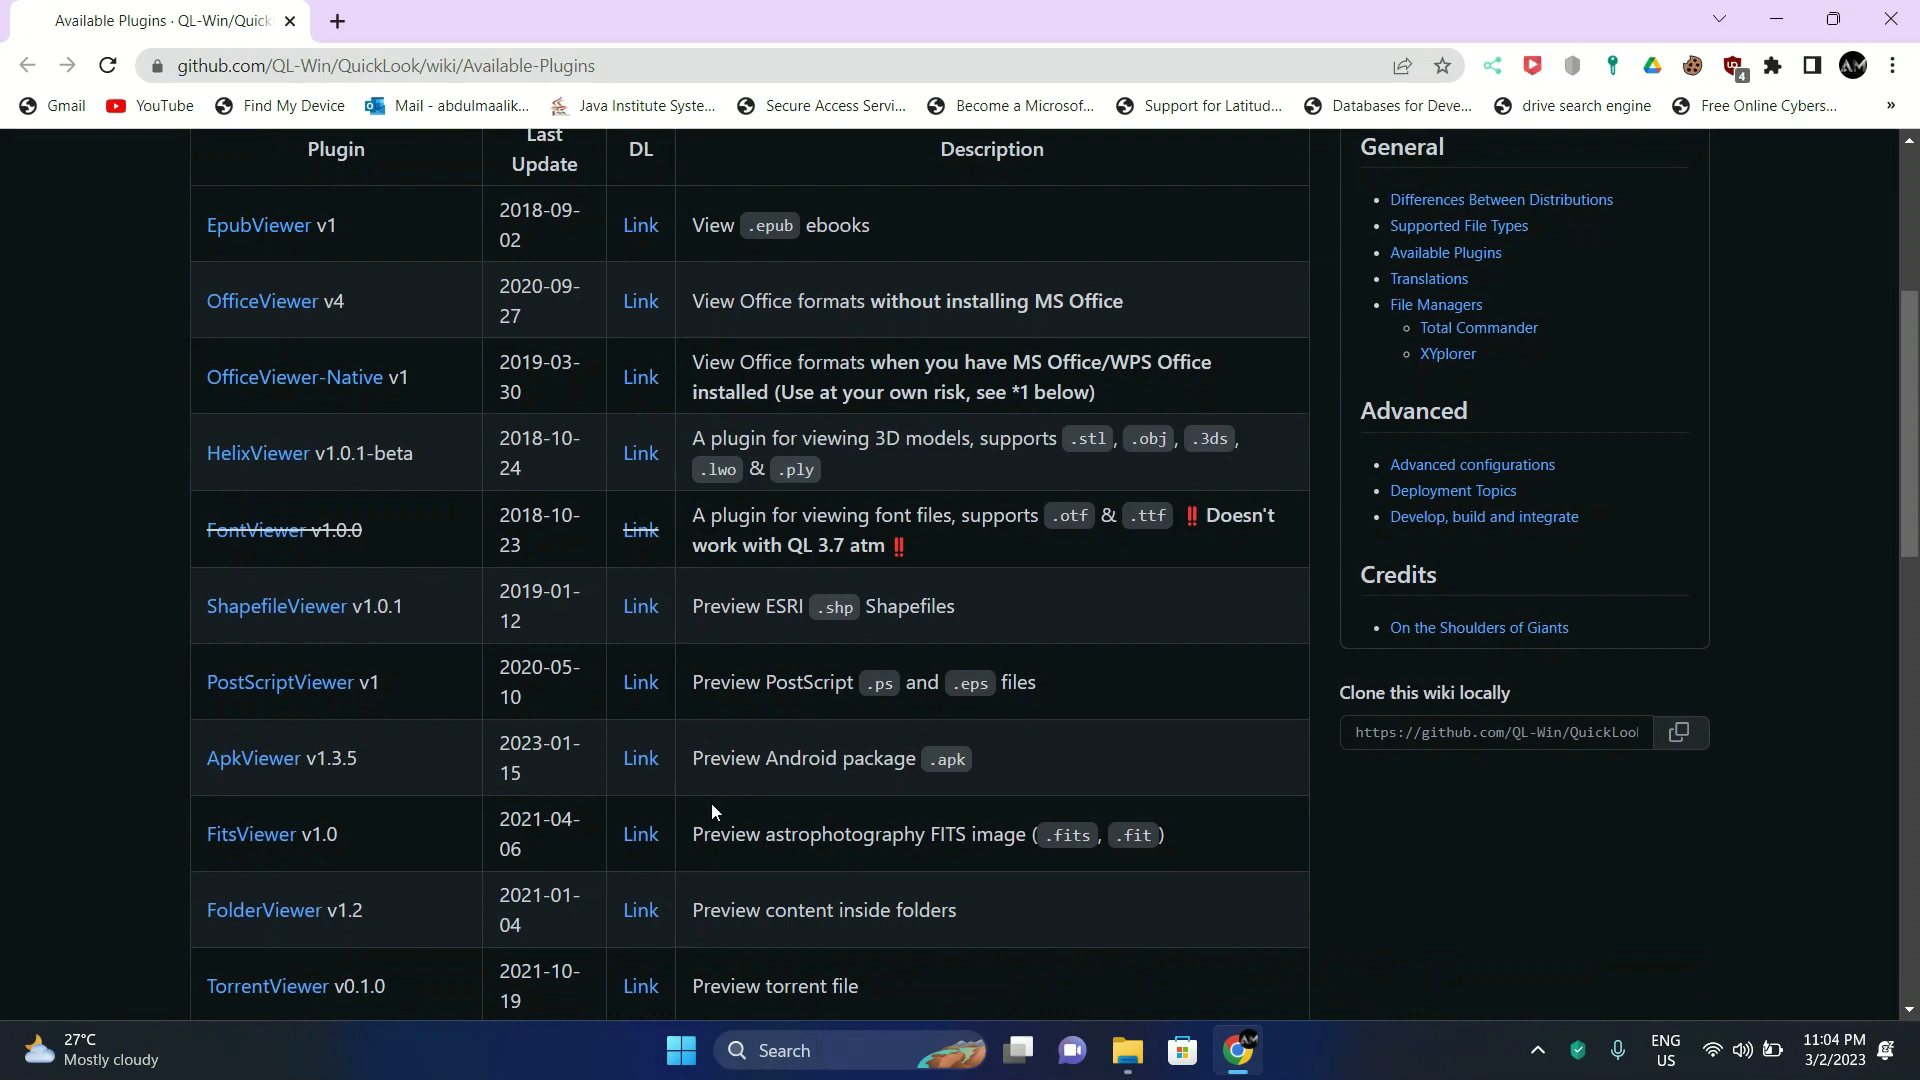 Available Plugins · QL-Win/Quick
github.com/QL-Win/QuickLook/wiki/Available-Plugins
4
AM
Gmail
YouTube
Find My Device
Mail - abdulmaalik...
Java Institute Syste...
Secure Access Servi...
Become a Microsof...
Support for Latitud...
Databases for Deve...
drive search engine
Free Online Cybers...
»
Plugin
Last
Update
DL
Description
EpubViewer v1
2018-09-
02
Link
View .epub ebooks
OfficeViewer v4
2020-09-
27
Link
View Office formats without installing MS Office
OfficeViewer-Native v1
2019-03-
30
Link
View Office formats when you have MS Office/WPS Office
installed (Use at your own risk, see *1 below)
HelixViewer v1.0.1-beta
2018-10-
24
Link
A plugin for viewing 3D models, supports .stl, .obj, .3ds,
.lwo & .ply
FontViewer v1.0.0
2018-10-
23
Link
A plugin for viewing font files, supports .otf & .ttf ‼️ Doesn't
work with QL 3.7 atm ‼️
ShapefileViewer v1.0.1
2019-01-
12
Link
Preview ESRI .shp Shapefiles
PostScriptViewer v1
2020-05-
10
Link
Preview PostScript .ps and .eps files
ApkViewer v1.3.5
2023-01-
15
Link
Preview Android package .apk
FitsViewer v1.0
2021-04-
06
Link
Preview astrophotography FITS image (.fits, .fit)
FolderViewer v1.2
2021-01-
04
Link
Preview content inside folders
TorrentViewer v0.1.0
2021-10-
19
Link
Preview torrent file
General
Differences Between Distributions
Supported File Types
Available Plugins
Translations
File Managers
Total Commander
XYplorer
Advanced
Advanced configurations
Deployment Topics
Develop, build and integrate
Credits
On the Shoulders of Giants
Clone this wiki locally
https://github.com/QL-Win/QuickLool
27°C
Mostly cloudy
Search
AM
ENG
US
11:04 PM
3/2/2023